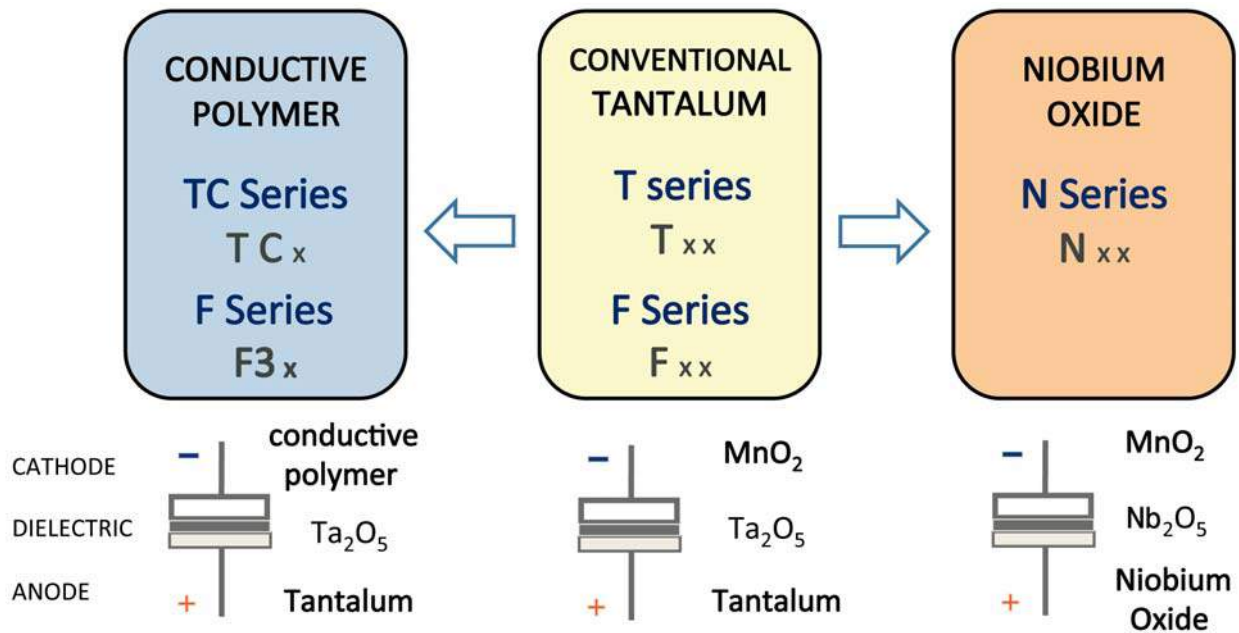 CONDUCTIVE
POLYMER
TC Series
T C x
F Series
F3 x
CONVENTIONAL
TANTALUM
T series
T x x
F Series
F x x
NIOBIUM
OXIDE
N Series
N x x
CATHODE
DIELECTRIC
ANODE
−
conductive
polymer
Ta₂O₅
+
Tantalum
−
MnO₂
Ta₂O₅
+
Tantalum
−
MnO₂
Nb₂O₅
+
Niobium
Oxide